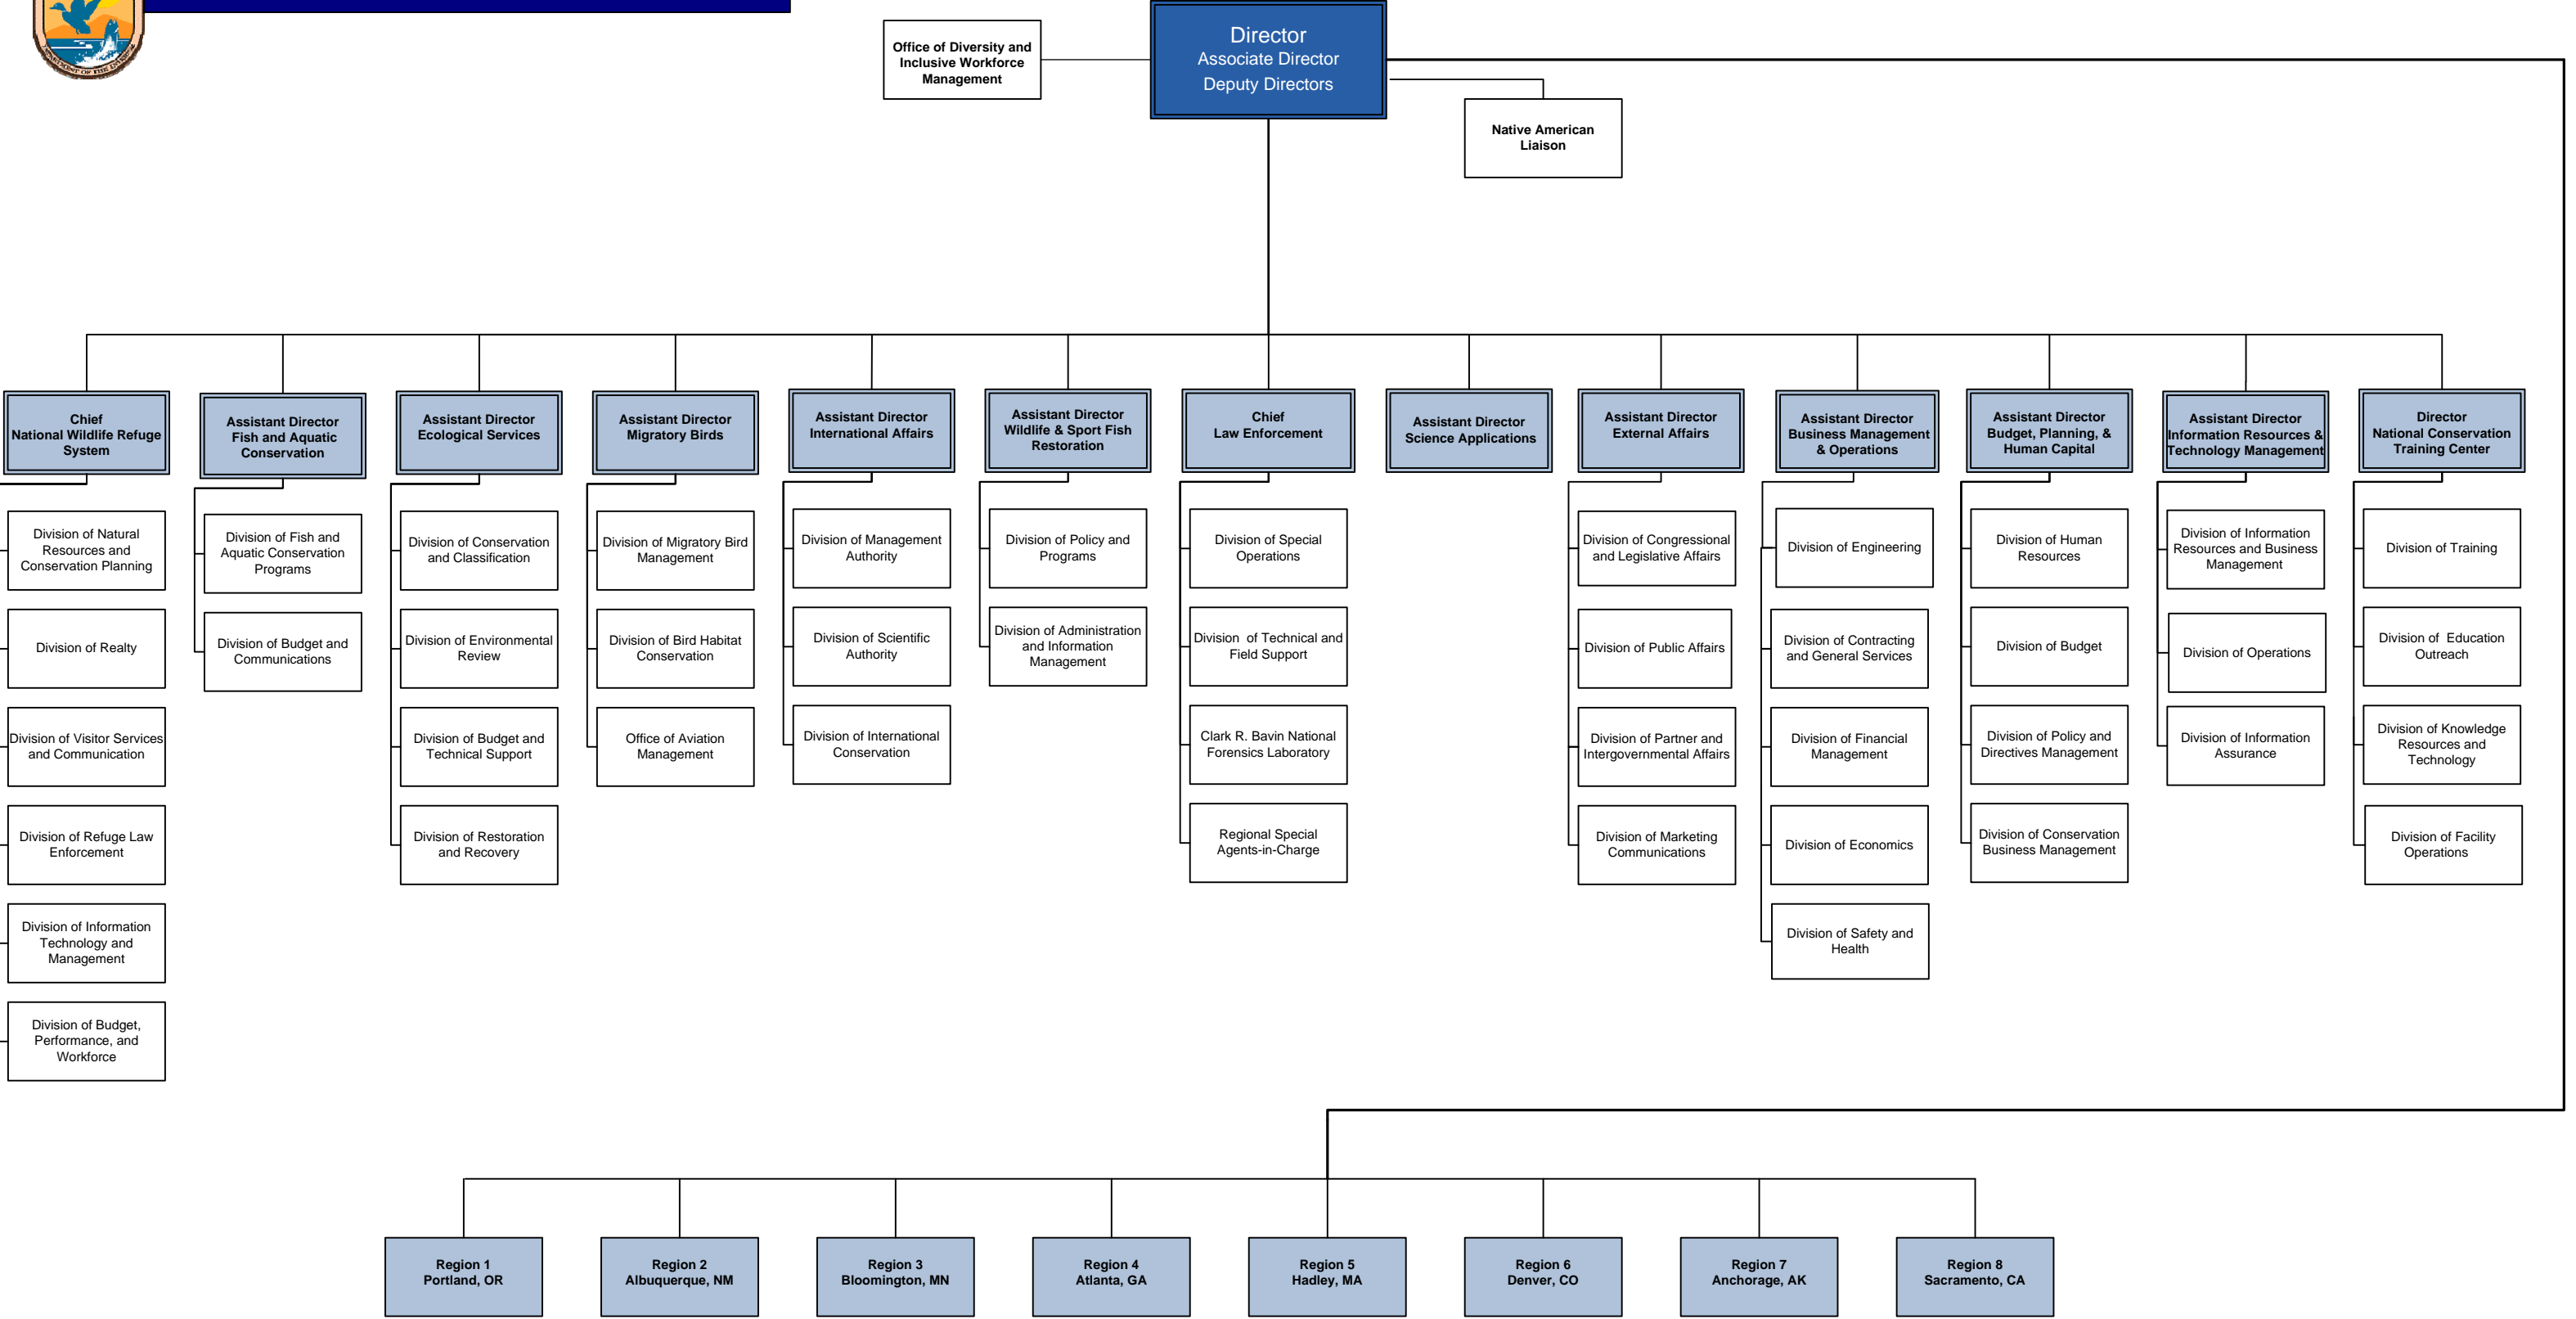 Office of Diversity and
Inclusive Workforce
Management
Director
Associate Director
Deputy Directors
Native American
Liaison
Chief
National Wildlife Refuge
System
Division of Natural
Resources and
Conservation Planning
Division of Realty
Division of Visitor Services
and Communication
Division of Refuge Law
Enforcement
Division of Information
Technology and
Management
Division of Budget,
Performance, and
Workforce
Assistant Director
Fish and Aquatic
Conservation
Division of Fish and
Aquatic Conservation
Programs
Division of Budget and
Communications
Assistant Director
Ecological Services
Division of Conservation
and Classification
Division of Environmental
Review
Division of Budget and
Technical Support
Division of Restoration
and Recovery
Assistant Director
Migratory Birds
Division of Migratory Bird
Management
Division of Bird Habitat
Conservation
Office of Aviation
Management
Assistant Director
International Affairs
Division of Management
Authority
Division of Scientific
Authority
Division of International
Conservation
Assistant Director
Wildlife & Sport Fish
Restoration
Division of Policy and
Programs
Division of Administration
and Information
Management
Chief
Law Enforcement
Division of Special
Operations
Division of Technical and
Field Support
Clark R. Bavin National
Forensics Laboratory
Regional Special
Agents-in-Charge
Assistant Director
Science Applications
Assistant Director
External Affairs
Division of Congressional
and Legislative Affairs
Division of Public Affairs
Division of Partner and
Intergovernmental Affairs
Division of Marketing
Communications
Assistant Director
Business Management
& Operations
Division of Engineering
Division of Contracting
and General Services
Division of Financial
Management
Division of Economics
Division of Safety and
Health
Assistant Director
Budget, Planning, &
Human Capital
Division of Human
Resources
Division of Budget
Division of Policy and
Directives Management
Division of Conservation
Business Management
Assistant Director
Information Resources &
Technology Management
Division of Information
Resources and Business
Management
Division of Operations
Division of Information
Assurance
Director
National Conservation
Training Center
Division of Training
Division of Education
Outreach
Division of Knowledge
Resources and
Technology
Division of Facility
Operations
Region 1
Portland, OR
Region 2
Albuquerque, NM
Region 3
Bloomington, MN
Region 4
Atlanta, GA
Region 5
Hadley, MA
Region 6
Denver, CO
Region 7
Anchorage, AK
Region 8
Sacramento, CA